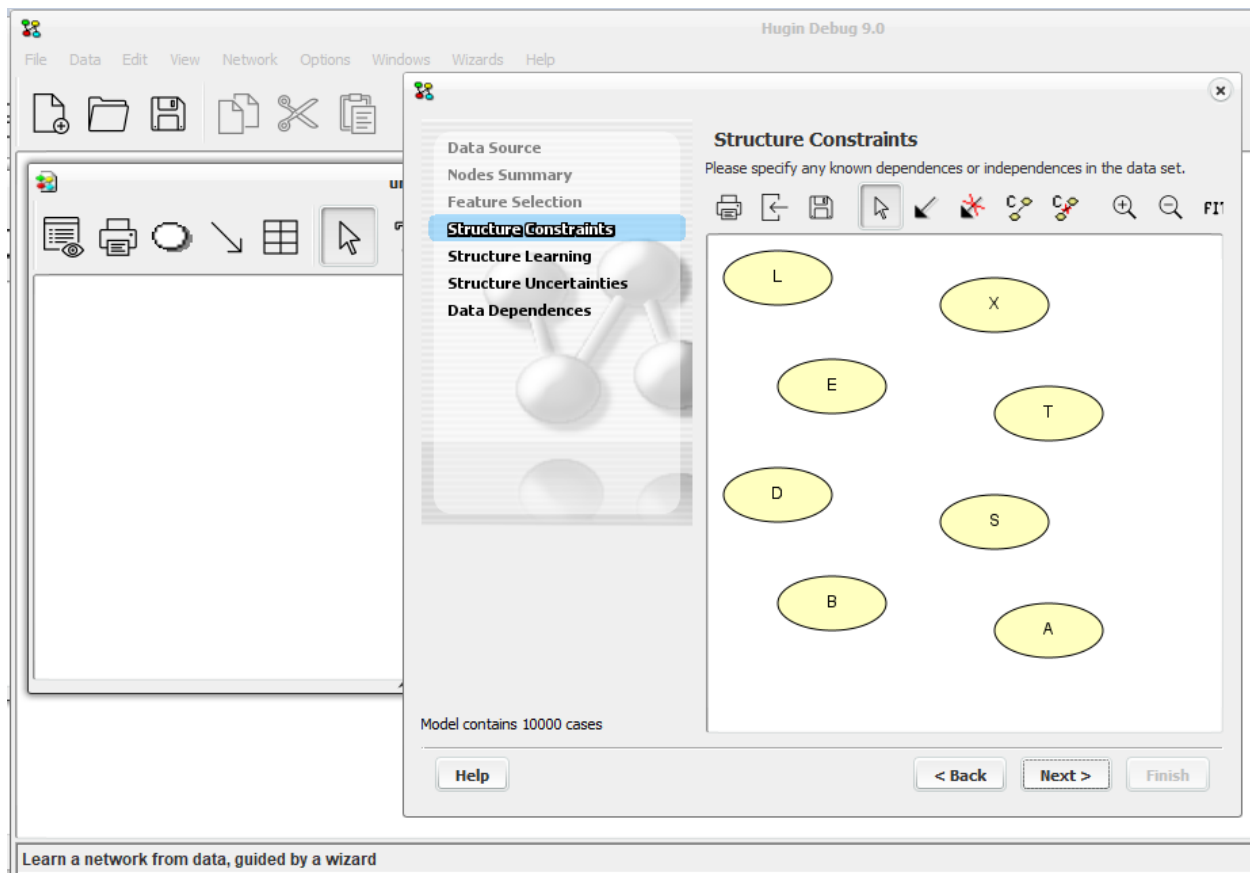 Hugin Debug 9.0
File Data Edit View Network Options Windows Wizards Help
Data Source
Nodes Summary
Feature Selection
Structure Constraints
Structure Learning
Structure Uncertainties
Data Dependences
Model contains 10000 cases
Structure Constraints
Please specify any known dependences or independences in the data set.
C C
L
X
E
T
D
S
B
A
Help < Back Next > Finish
Learn a network from data, guided by a wizard